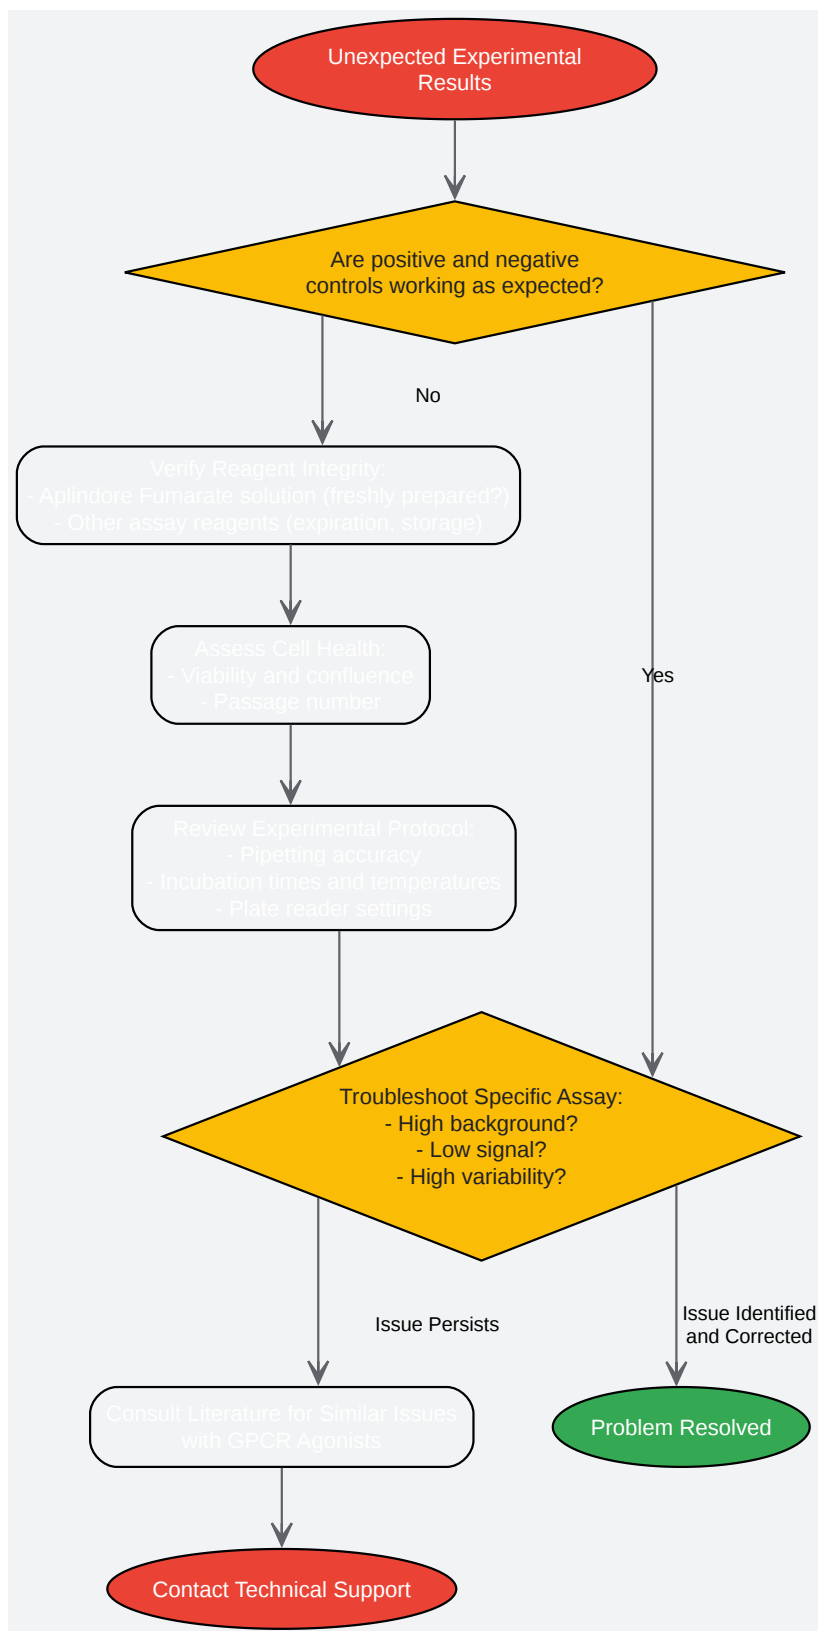 Unexpected Experimental
Results
Are positive and negative
controls working as expected?
No
Verify Reagent Integrity:
- Aplindore Fumarate solution (freshly prepared?)
- Other assay reagents (expiration, storage)
Assess Cell Health:
- Viability and confluence
- Passage number
Yes
Review Experimental Protocol:
- Pipetting accuracy
- Incubation times and temperatures
- Plate reader settings
Troubleshoot Specific Assay:
- High background?
- Low signal?
- High variability?
Issue Persists
Issue Identified
and Corrected
Consult Literature for Similar Issues
with GPCR Agonists
Problem Resolved
Contact Technical Support